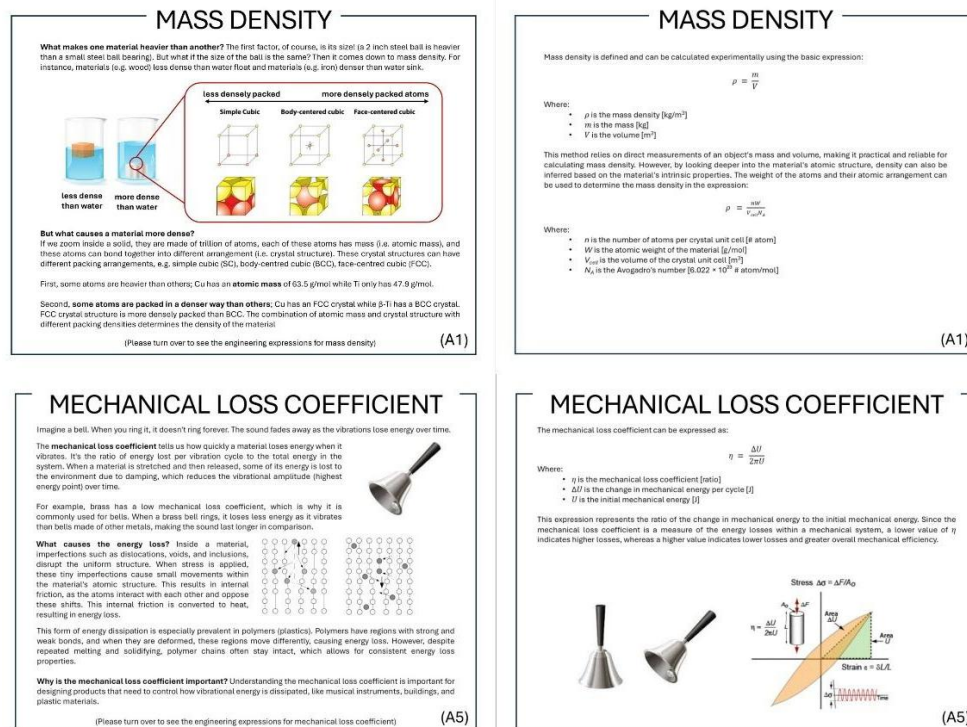 MASS DENSITY
What makes one material heavier than another? The first factor, of course, is its size! (a 2 inch steel ball is heavier
than a small steel ball bearing). But what if the size of the ball is the same? Then it comes down to mass density. For
instance, materials (e.g. wood) less dense than water float and materials (e.g. iron) denser than water sink.
less densely packed more densely packed atoms
Simple Cubic Body-centered cubic Face-centered cubic
less dense more dense
than water than water
But what causes a material more dense?
If we zoom inside a solid, they are made of trillion of atoms, each of these atoms has mass (i.e. atomic mass), and
these atoms can bond together into different arrangement (i.e. crystal structure). These crystal structures can have
different packing arrangements, e.g. simple cubic (SC), body-centred cubic (BCC), face-centred cubic (FCC).
First, some atoms are heavier than others; Cu has an atomic mass of 63.5 g/mol while Ti only has 47.9 g/mol.
Second, some atoms are packed in a denser way than others; Cu has an FCC crystal while β-Ti has a BCC crystal.
FCC crystal structure is more densely packed than BCC. The combination of atomic mass and crystal structure with
different packing densities determines the density of the material
(Please turn over to see the engineering expressions for mass density)
(A1)
MASS DENSITY
Mass density is defined and can be calculated experimentally using the basic expression:
ρ = m/V
Where:
• ρ is the mass density [kg/m³]
• m is the mass [kg]
• V is the volume [m³]
This method relies on direct measurements of an object's mass and volume, making it practical and reliable for
calculating mass density. However, by looking deeper into the material's atomic structure, density can also be
inferred based on the material's intrinsic properties. The weight of the atoms and their atomic arrangement can
be used to determine the mass density in the expression:
ρ = nW/V_cell N_A
Where:
• n is the number of atoms per crystal unit cell [# atom]
• W is the atomic weight of the material [g/mol]
• V_cell is the volume of the crystal unit cell [m³]
• N_A is the Avogadro's number [6.022 * 10²³ # atom/mol]
(A1)
MECHANICAL LOSS COEFFICIENT
Imagine a bell. When you ring it, it doesn't ring forever. The sound fades away as the vibrations lose energy over time.
The mechanical loss coefficient tells us how quickly a material loses energy when it
vibrates. It's the ratio of energy lost per vibration cycle to the total energy in the
system. When a material is stretched and then released, some of its energy is lost to
the environment due to damping, which reduces the vibrational amplitude (highest
energy point) over time.
For example, brass has a low mechanical loss coefficient, which is why it is
commonly used for bells. When a brass bell rings, it loses less energy as it vibrates
than bells made of other metals, making the sound last longer in comparison.
What causes the energy loss? Inside a material,
imperfections such as dislocations, voids, and inclusions,
disrupt the uniform structure. When stress is applied,
these tiny imperfections cause small movements within
the material's atomic structure. This results in internal
friction, as the atoms interact with each other and oppose
these shifts. This internal friction is converted to heat,
resulting in energy loss.
This form of energy dissipation is especially prevalent in polymers (plastics). Polymers have regions with strong and
weak bonds, and when they are deformed, these regions move differently, causing energy loss. However, despite
repeated melting and solidifying, polymer chains often stay intact, which allows for consistent energy loss
properties.
Why is the mechanical loss coefficient important? Understanding the mechanical loss coefficient is important for
designing products that need to control how vibrational energy is dissipated, like musical instruments, buildings, and
plastic materials.
(Please turn over to see the engineering expressions for mechanical loss coefficient)
(A5)
MECHANICAL LOSS COEFFICIENT
The mechanical loss coefficient can be expressed as:
η = ΔU/2πU
Where:
• η is the mechanical loss coefficient [ratio]
• ΔU is the change in mechanical energy per cycle [J]
• U is the initial mechanical energy [J]
This expression represents the ratio of the change in mechanical energy to the initial mechanical energy. Since the
mechanical loss coefficient is a measure of the energy losses within a mechanical system, a lower value of η
indicates higher losses, whereas a higher value indicates lower losses and greater overall mechanical efficiency.
Stress Δσ = ΔF/A₀
A₀ ΔF
L
η = ΔU/2πU
Area
ΔU
Area
U
Strain ε = δL/L
Δσ
Time
(A5)